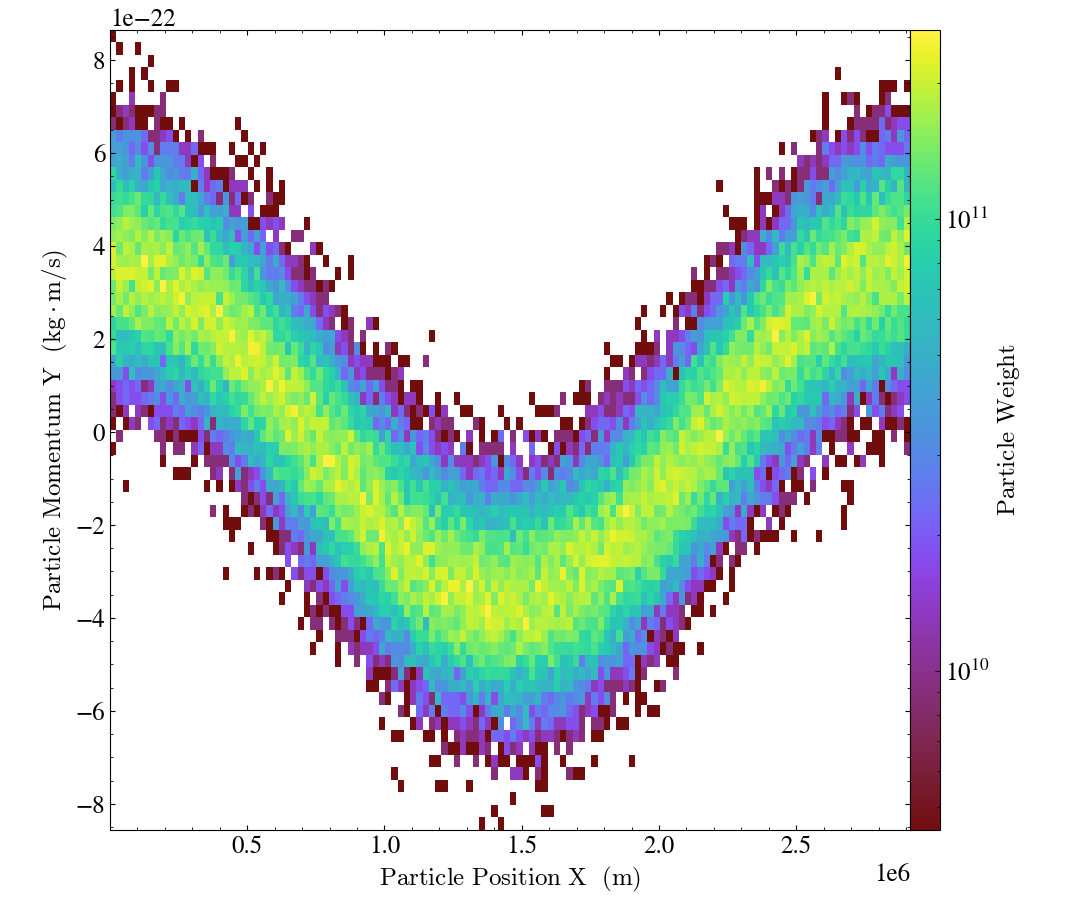 1e−22
8
6
4
2
0
−2
−4
−6
−8
Particle Momentum Y (kg · m/s)
0.5 1.0 1.5 2.0 2.5
1e6
Particle Position X (m)
10¹¹
10¹⁰
Particle Weight